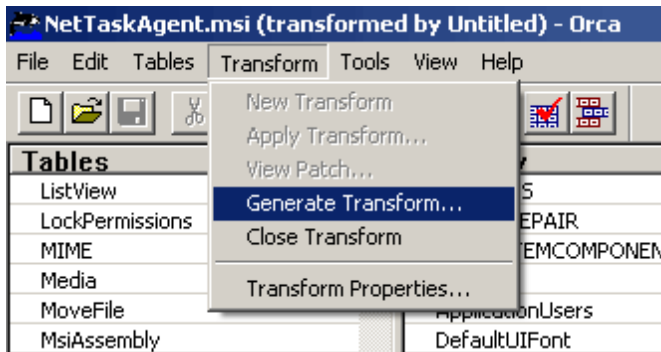 NetTaskAgent.msi (transformed by Untitled) - Orca
File Edit Tables Transform Tools View Help
New Transform
Apply Transform...
View Patch...
Generate Transform...
Close Transform
Transform Properties...
Tables
ListView
LockPermissions
MIME
Media
MoveFile
MsiAssembly
DefaultUIFont